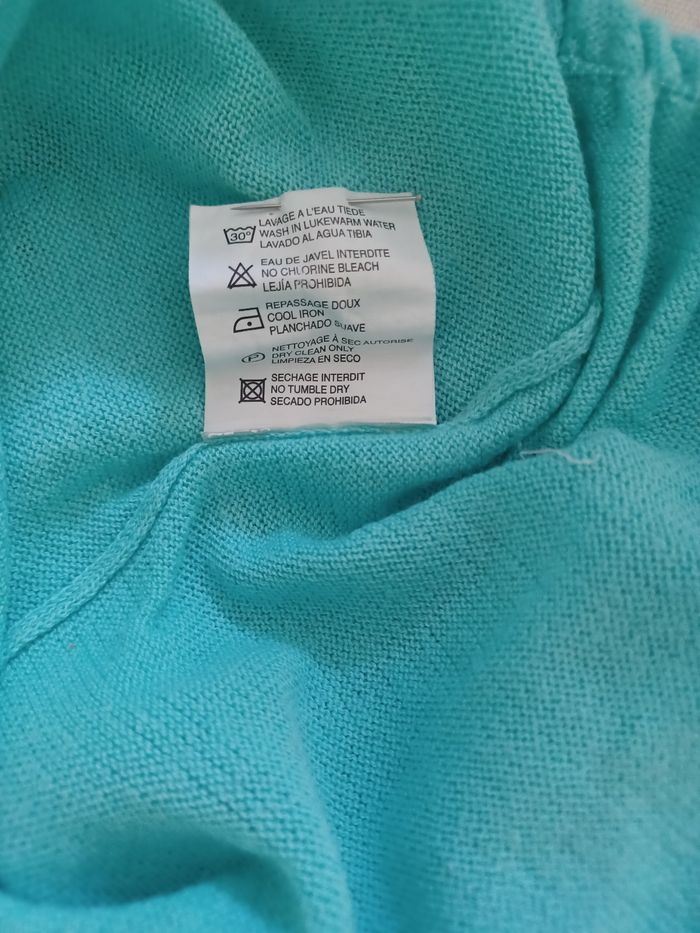 LAVAGE A L'EAU TIEDE
30°
WASH IN LUKEWARM WATER
LAVADO AL AGUA TIBIA
EAU DE JAVEL INTERDITE
NO CHLORINE BLEACH
LEJÍA PROHIBIDA
REPASSAGE DOUX
COOL IRON
PLANCHADO SUAVE
NETTOYAGE À SEC AUTORISE
P
DRY CLEAN ONLY
LIMPIEZA EN SECO
SECHAGE INTERDIT
NO TUMBLE DRY
SECADO PROHIBIDA